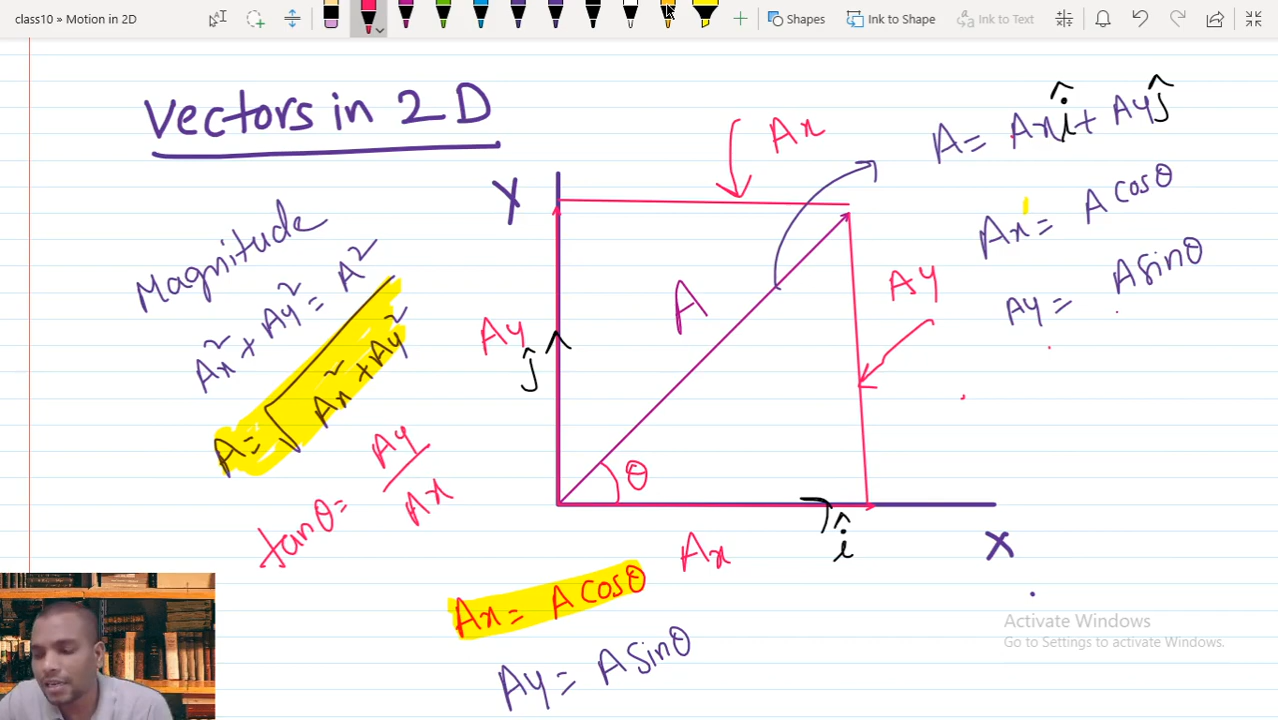 class10 » Motion in 2D
Shapes
Ink to Shape
Ink to Text
Vectors in 2D
Ax
A = Axî + Ayĵ
Y
Ax = A cosθ
Magnitude
Ay = A sinθ
Ax² + Ay² = A²
A
Ay
Ay
ĵ
A = √Ax² + Ay²
θ
tanθ = Ay/Ax
î
X
Ax
Ax = A cosθ
Ay = A sinθ
Activate Windows
Go to Settings to activate Windows.